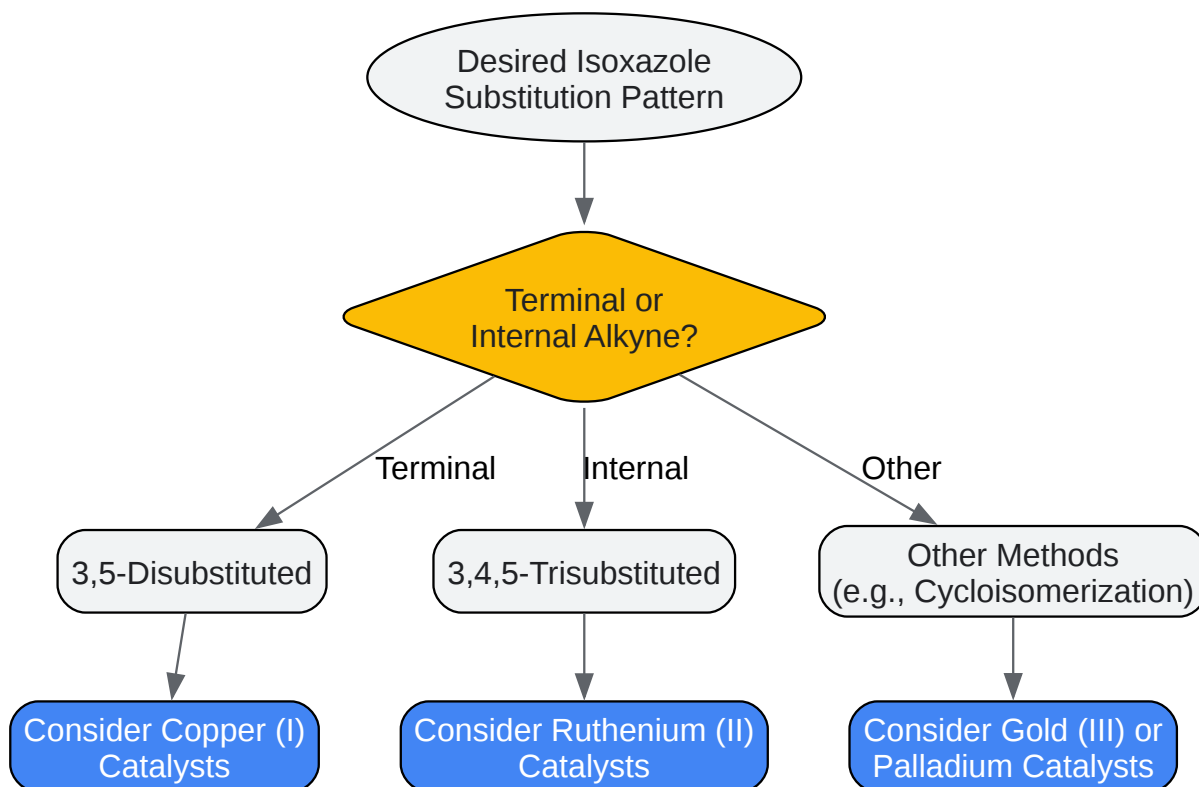 Desired Isoxazole
Substitution Pattern
Terminal or
Internal Alkyne?
Terminal
Internal
Other
3,5-Disubstituted
3,4,5-Trisubstituted
Other Methods
(e.g., Cycloisomerization)
Consider Copper (I)
Catalysts
Consider Ruthenium (II)
Catalysts
Consider Gold (III) or
Palladium Catalysts